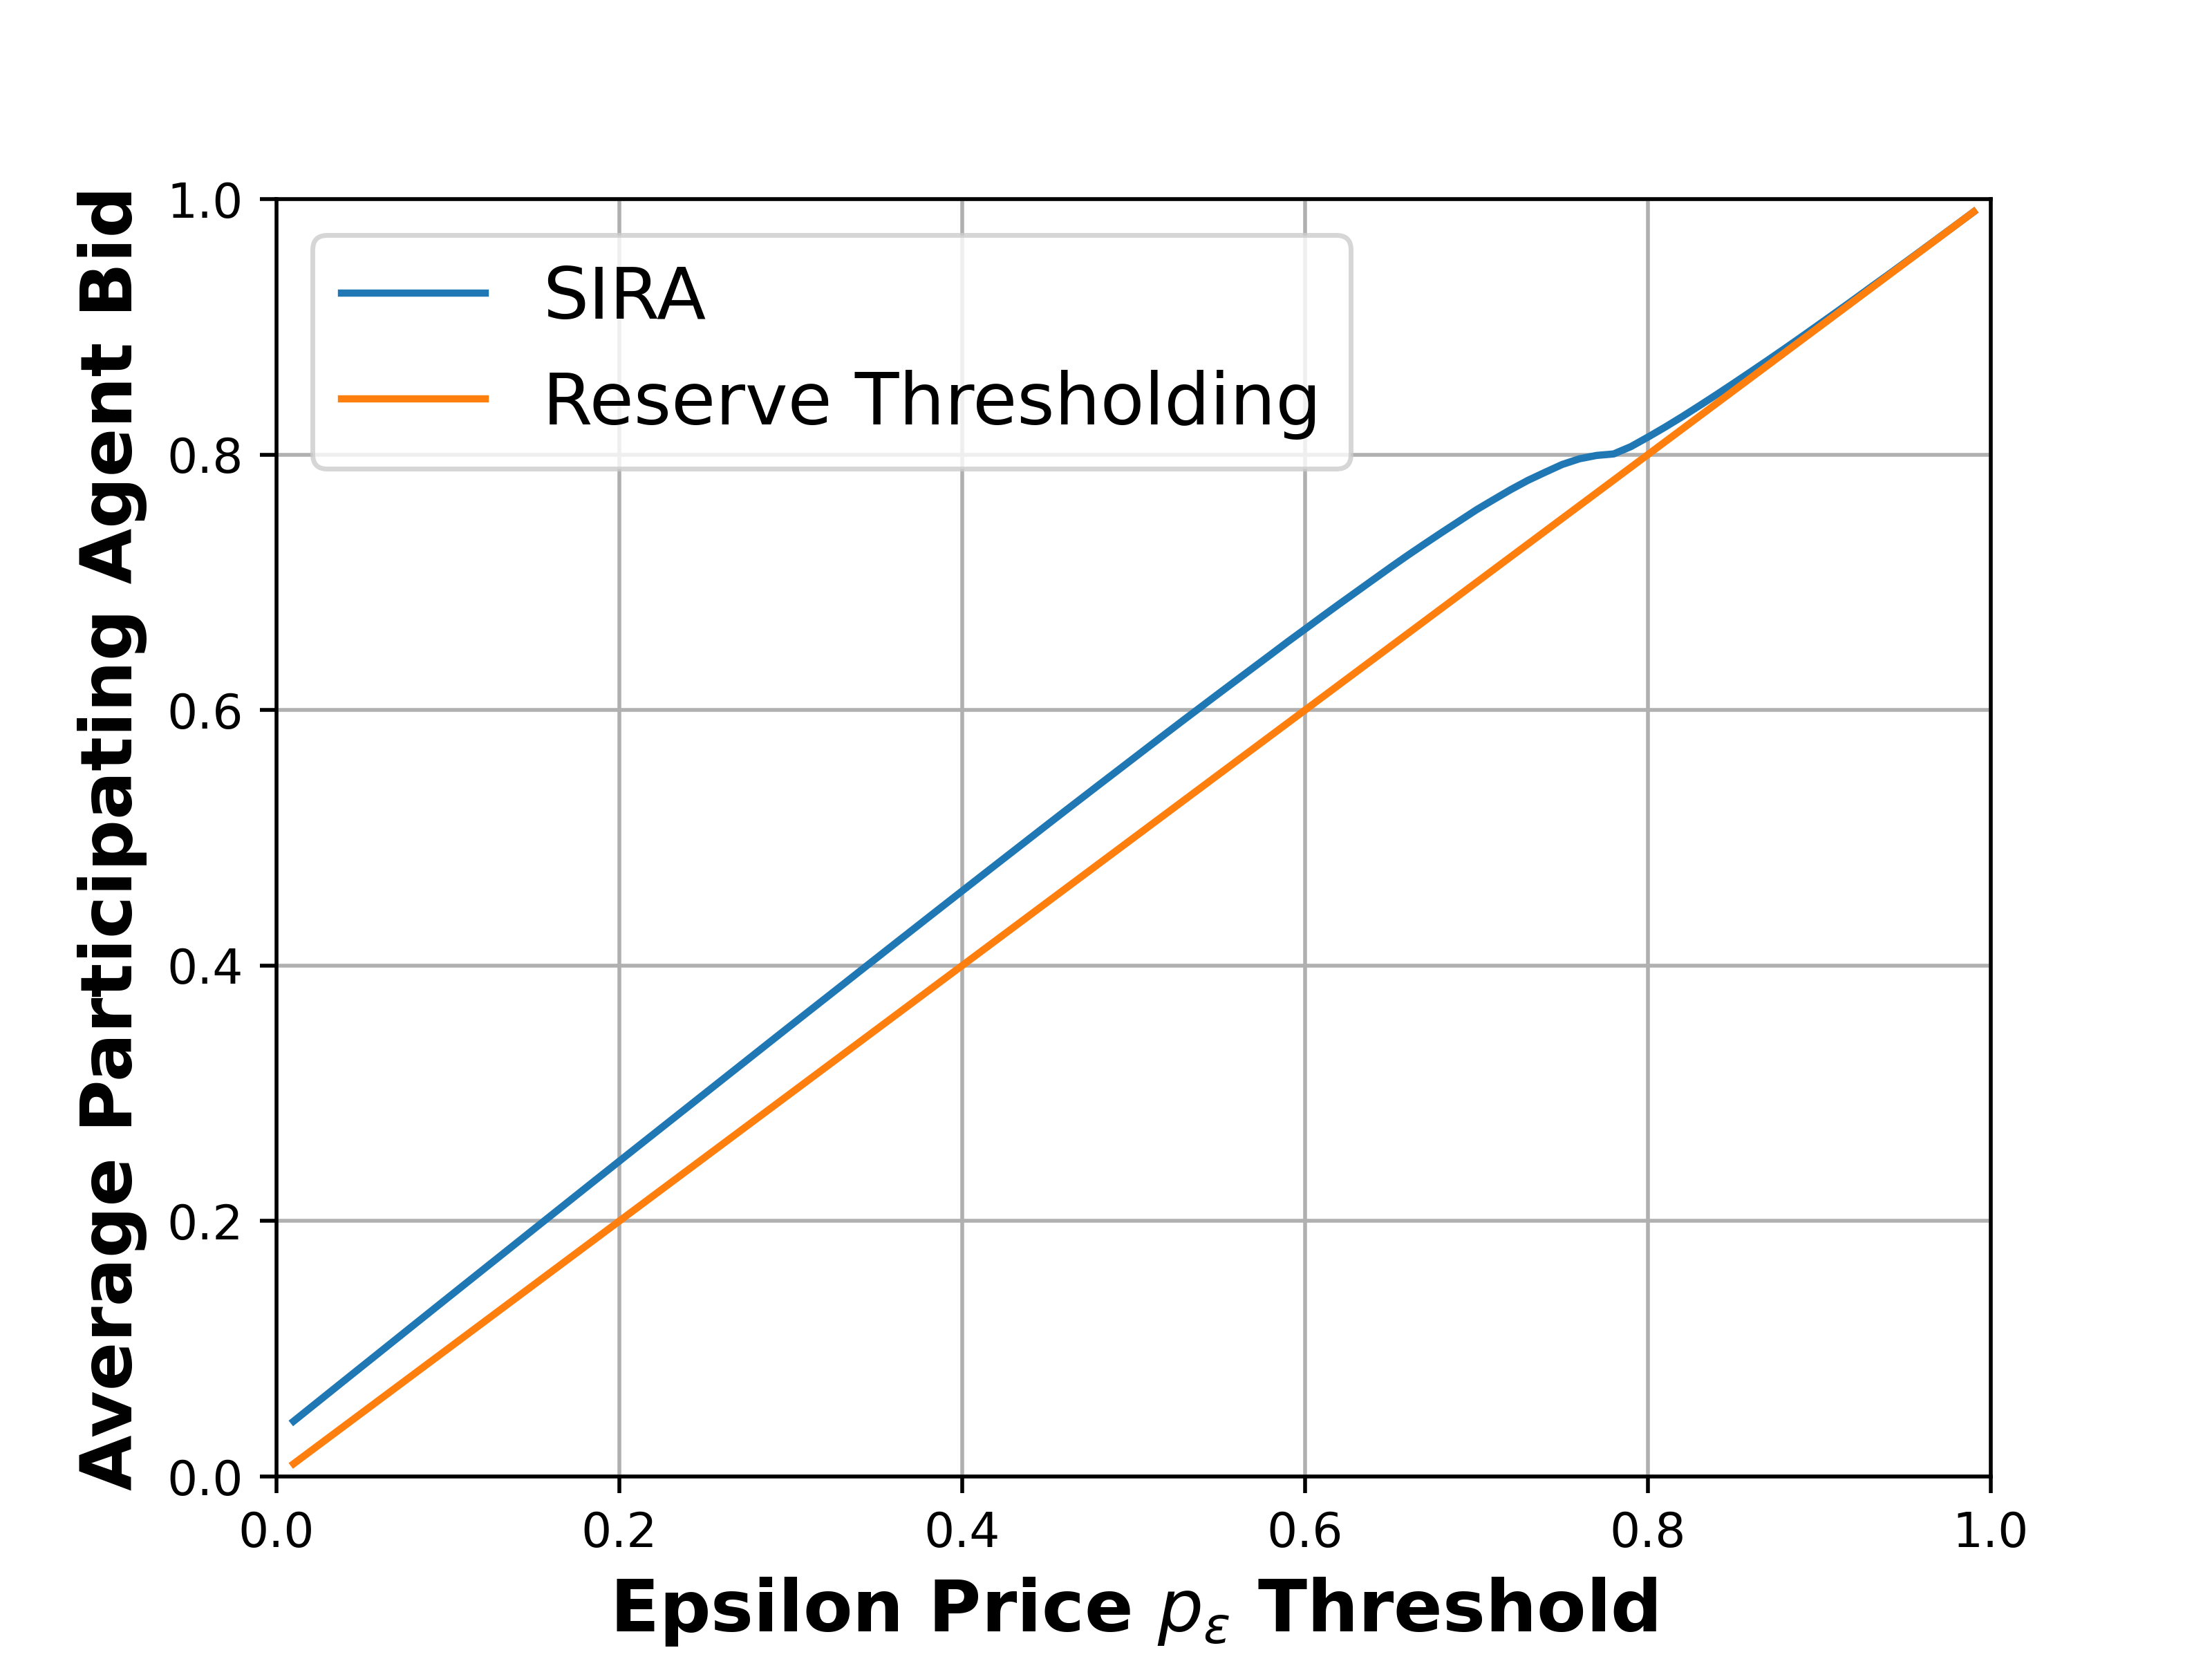 1.0
0.8
0.6
0.4
0.2
0.0
Average Participating Agent Bid
SIRA
Reserve Thresholding
0.0 0.2 0.4 0.6 0.8 1.0
Epsilon Price pε Threshold